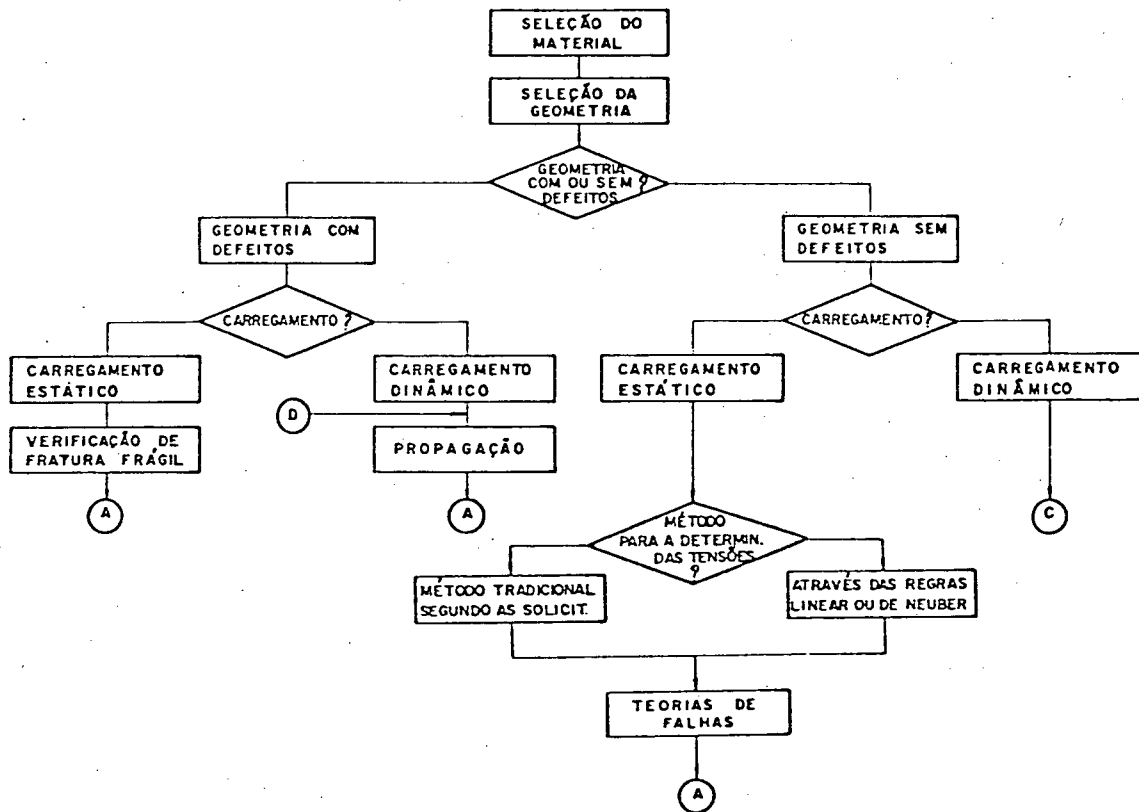 SELEÇÃO DO
MATERIAL
SELEÇÃO DA
GEOMETRIA
GEOMETRIA
COM OU SEM ?
DEFEITOS
GEOMETRIA COM
DEFEITOS
GEOMETRIA SEM
DEFEITOS
CARREGAMENTO ?
CARREGAMENTO ?
CARREGAMENTO
ESTÁTICO
CARREGAMENTO
DINÂMICO
CARREGAMENTO
ESTÁTICO
CARREGAMENTO
DINÂMICO
D
VERIFICAÇÃO DE
FRATURA FRÁGIL
PROPAGAÇÃO
A
A
C
MÉTODO
PARA A DETERMIN.
DAS TENSÕES
?
MÉTODO TRADICIONAL
SEGUNDO AS SOLICIT.
ATRAVÉS DAS REGRAS
LINEAR OU DE NEUBER
TEORIAS DE
FALHAS
A